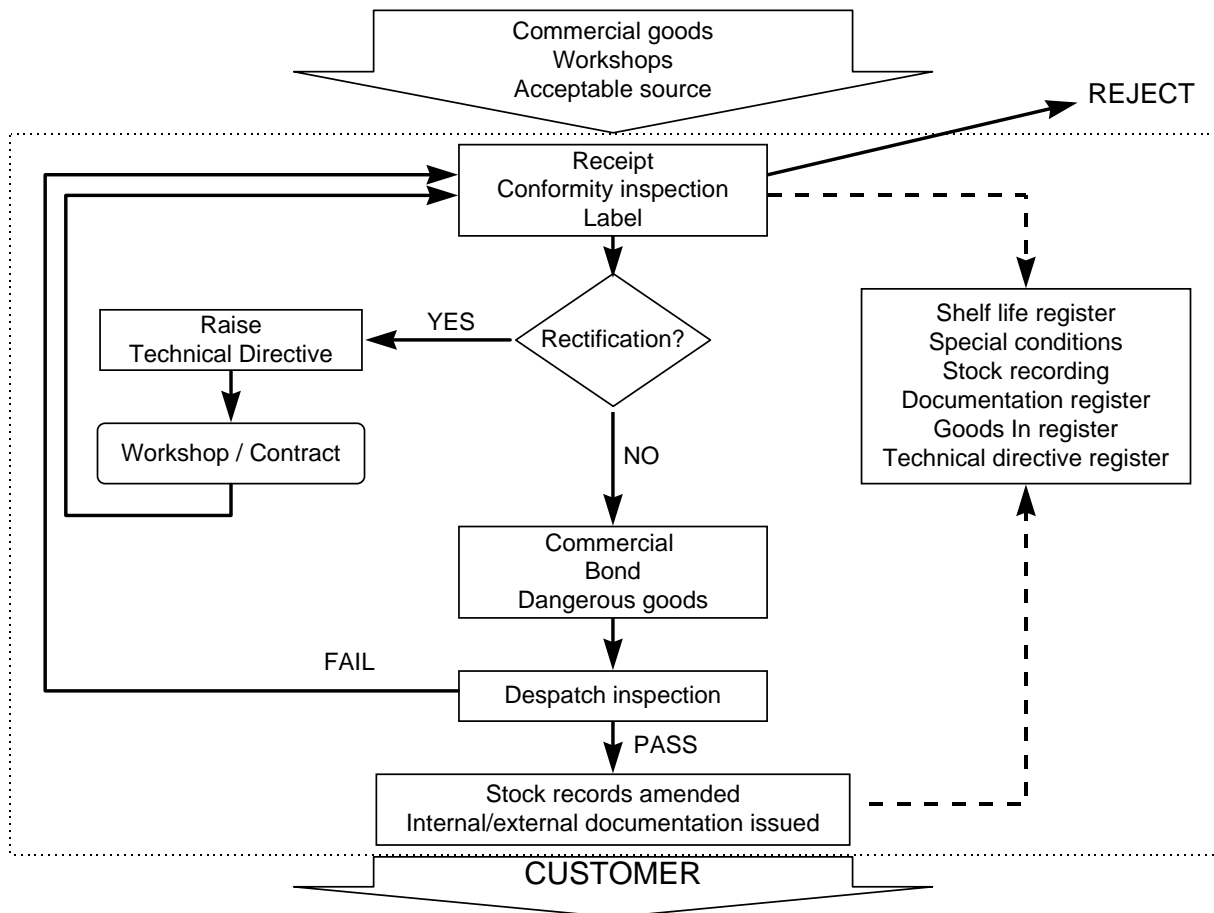 Commercial goods
Workshops
Acceptable source
REJECT
Receipt
Conformity inspection
Label
Raise
Technical Directive
YES
Rectification?
Shelf life register
Special conditions
Stock recording
Documentation register
Goods In register
Technical directive register
Workshop / Contract
NO
Commercial
Bond
Dangerous goods
FAIL
Despatch inspection
PASS
Stock records amended
Internal/external documentation issued
CUSTOMER